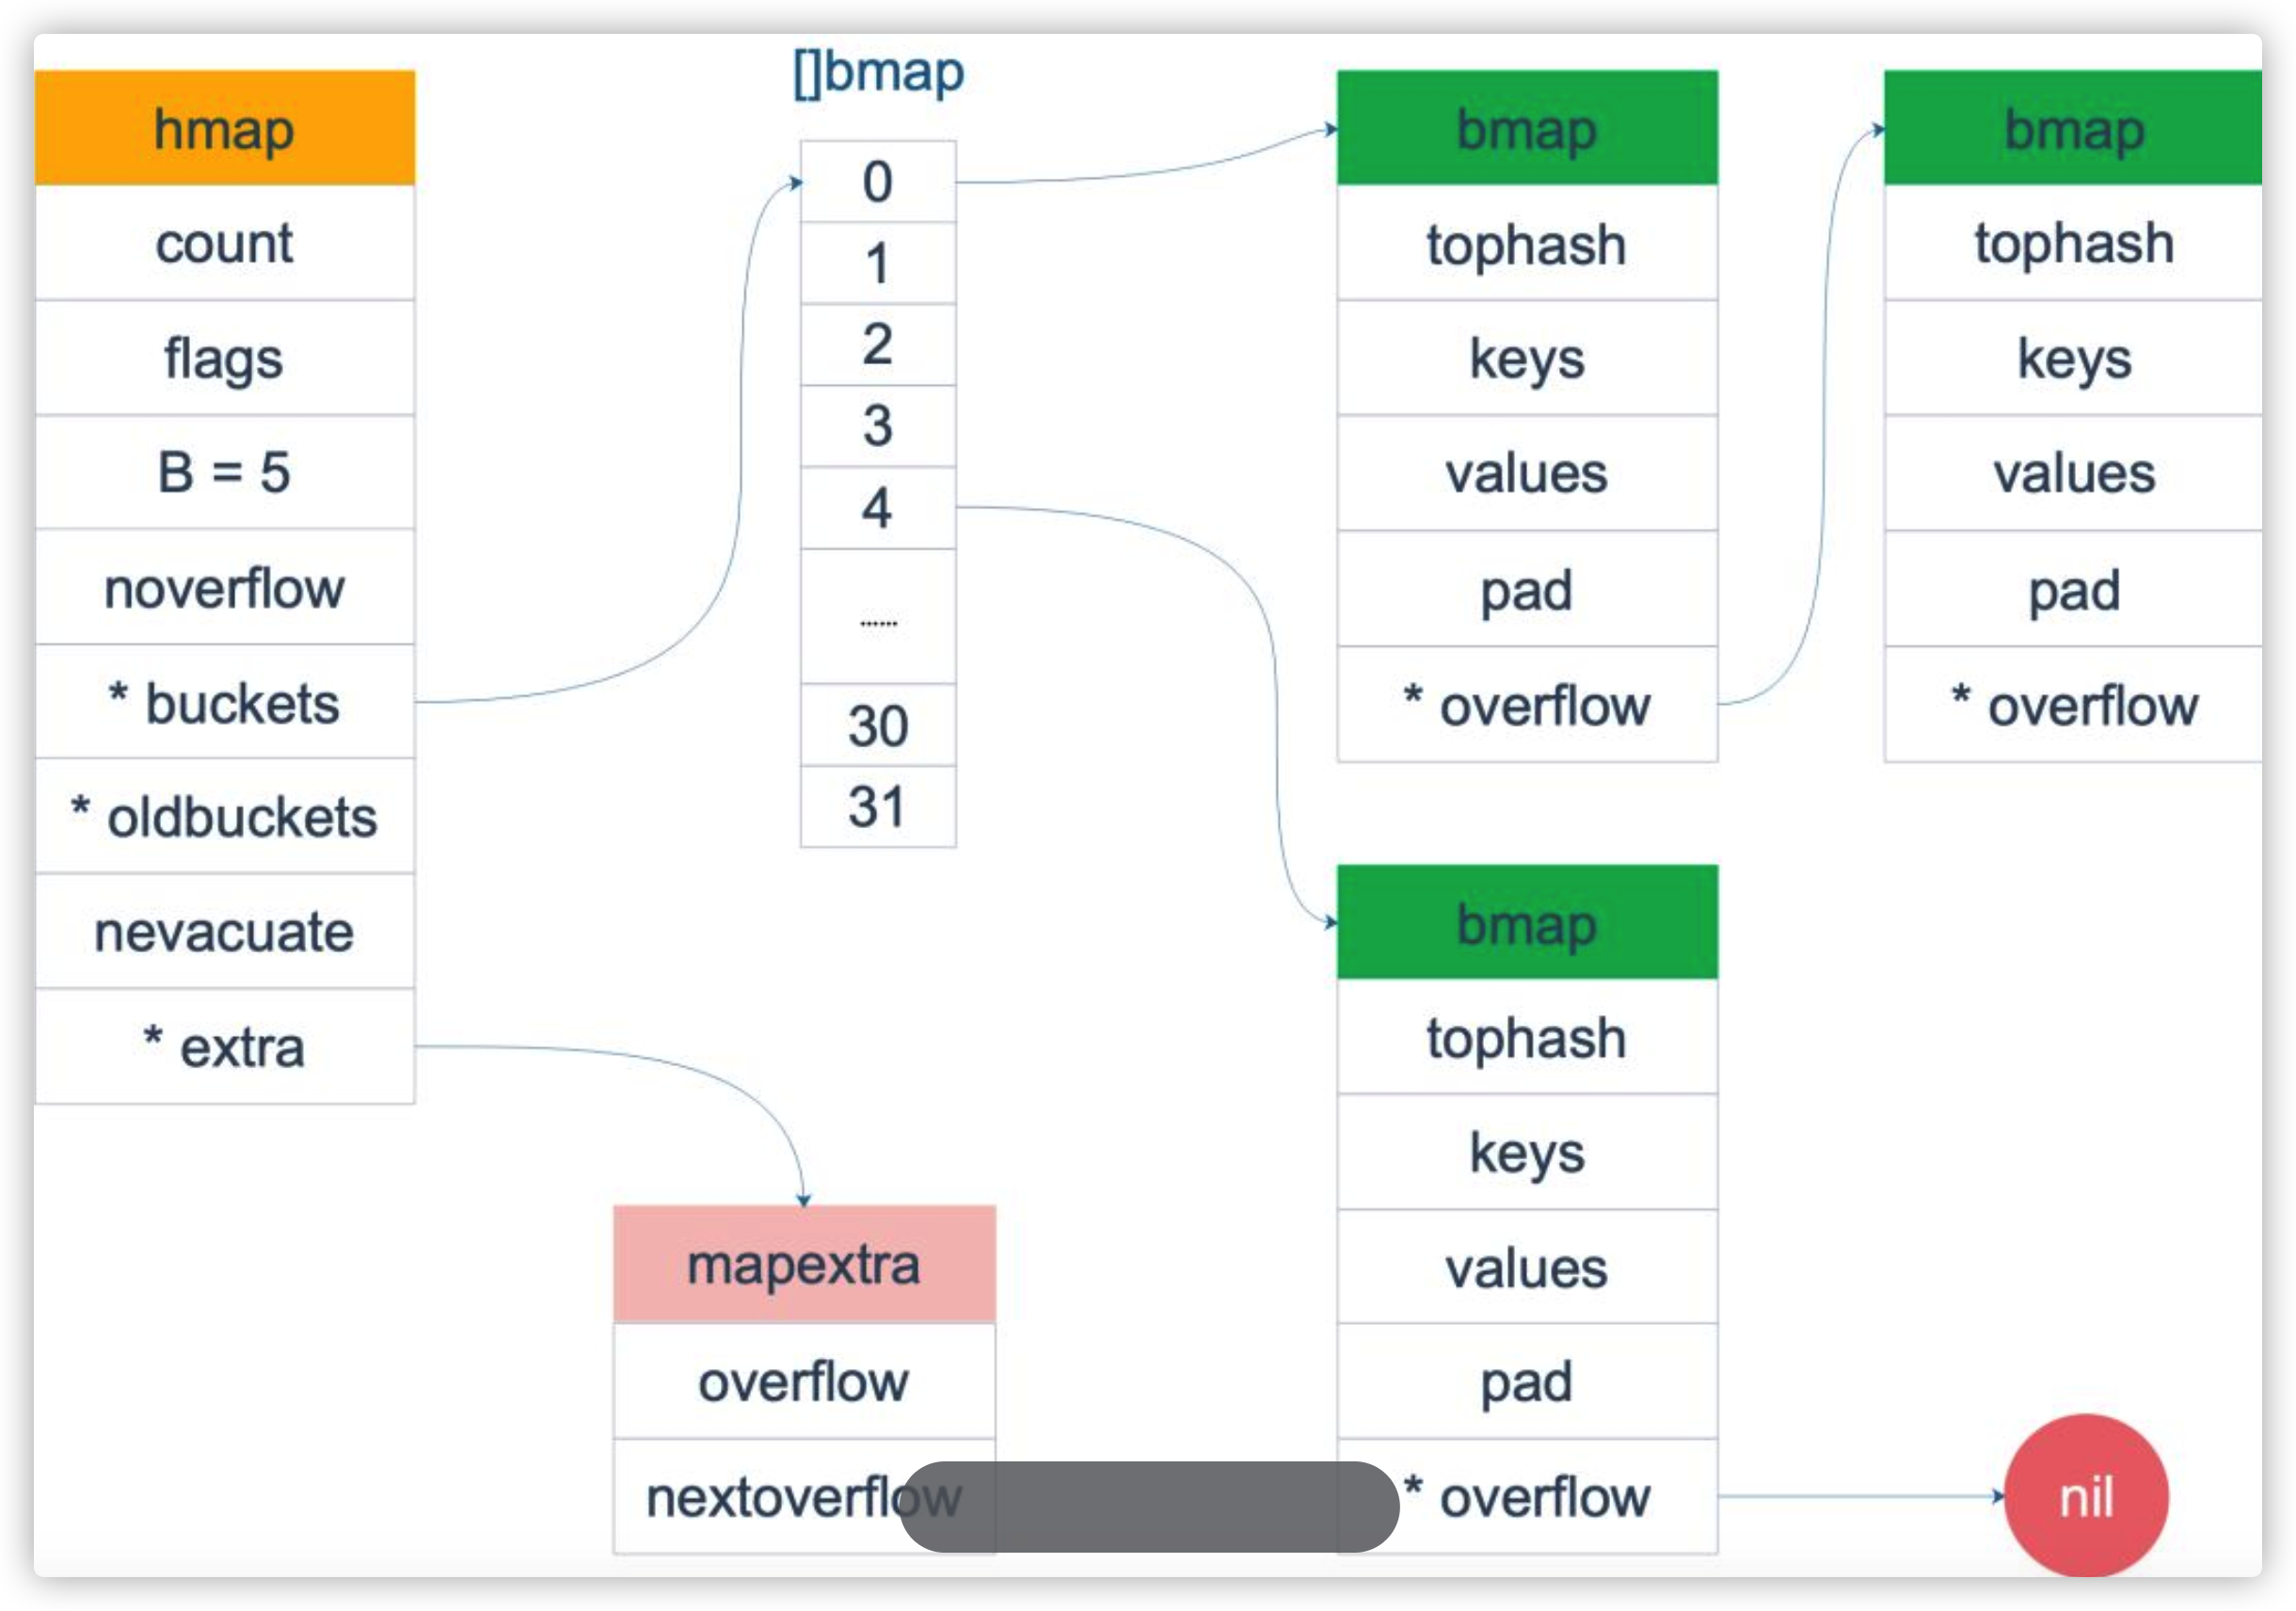 hmap
count
flags
B = 5
noverflow
* buckets
* oldbuckets
nevacuate
* extra
[]bmap
0
1
2
3
4
......
30
31
mapextra
overflow
nextoverflow
bmap
tophash
keys
values
pad
* overflow
bmap
tophash
keys
values
pad
* overflow
bmap
tophash
keys
values
pad
* overflow
nil